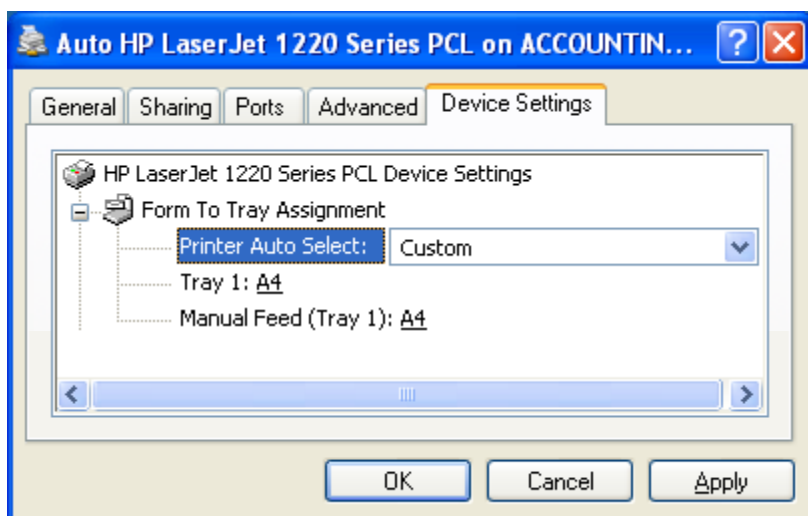 Auto HP LaserJet 1220 Series PCL on ACCOUNTIN... ?
General Sharing Ports Advanced Device Settings
HP LaserJet 1220 Series PCL Device Settings
Form To Tray Assignment
Printer Auto Select: Custom
Tray 1: A4
Manual Feed (Tray 1): A4
OK Cancel Apply